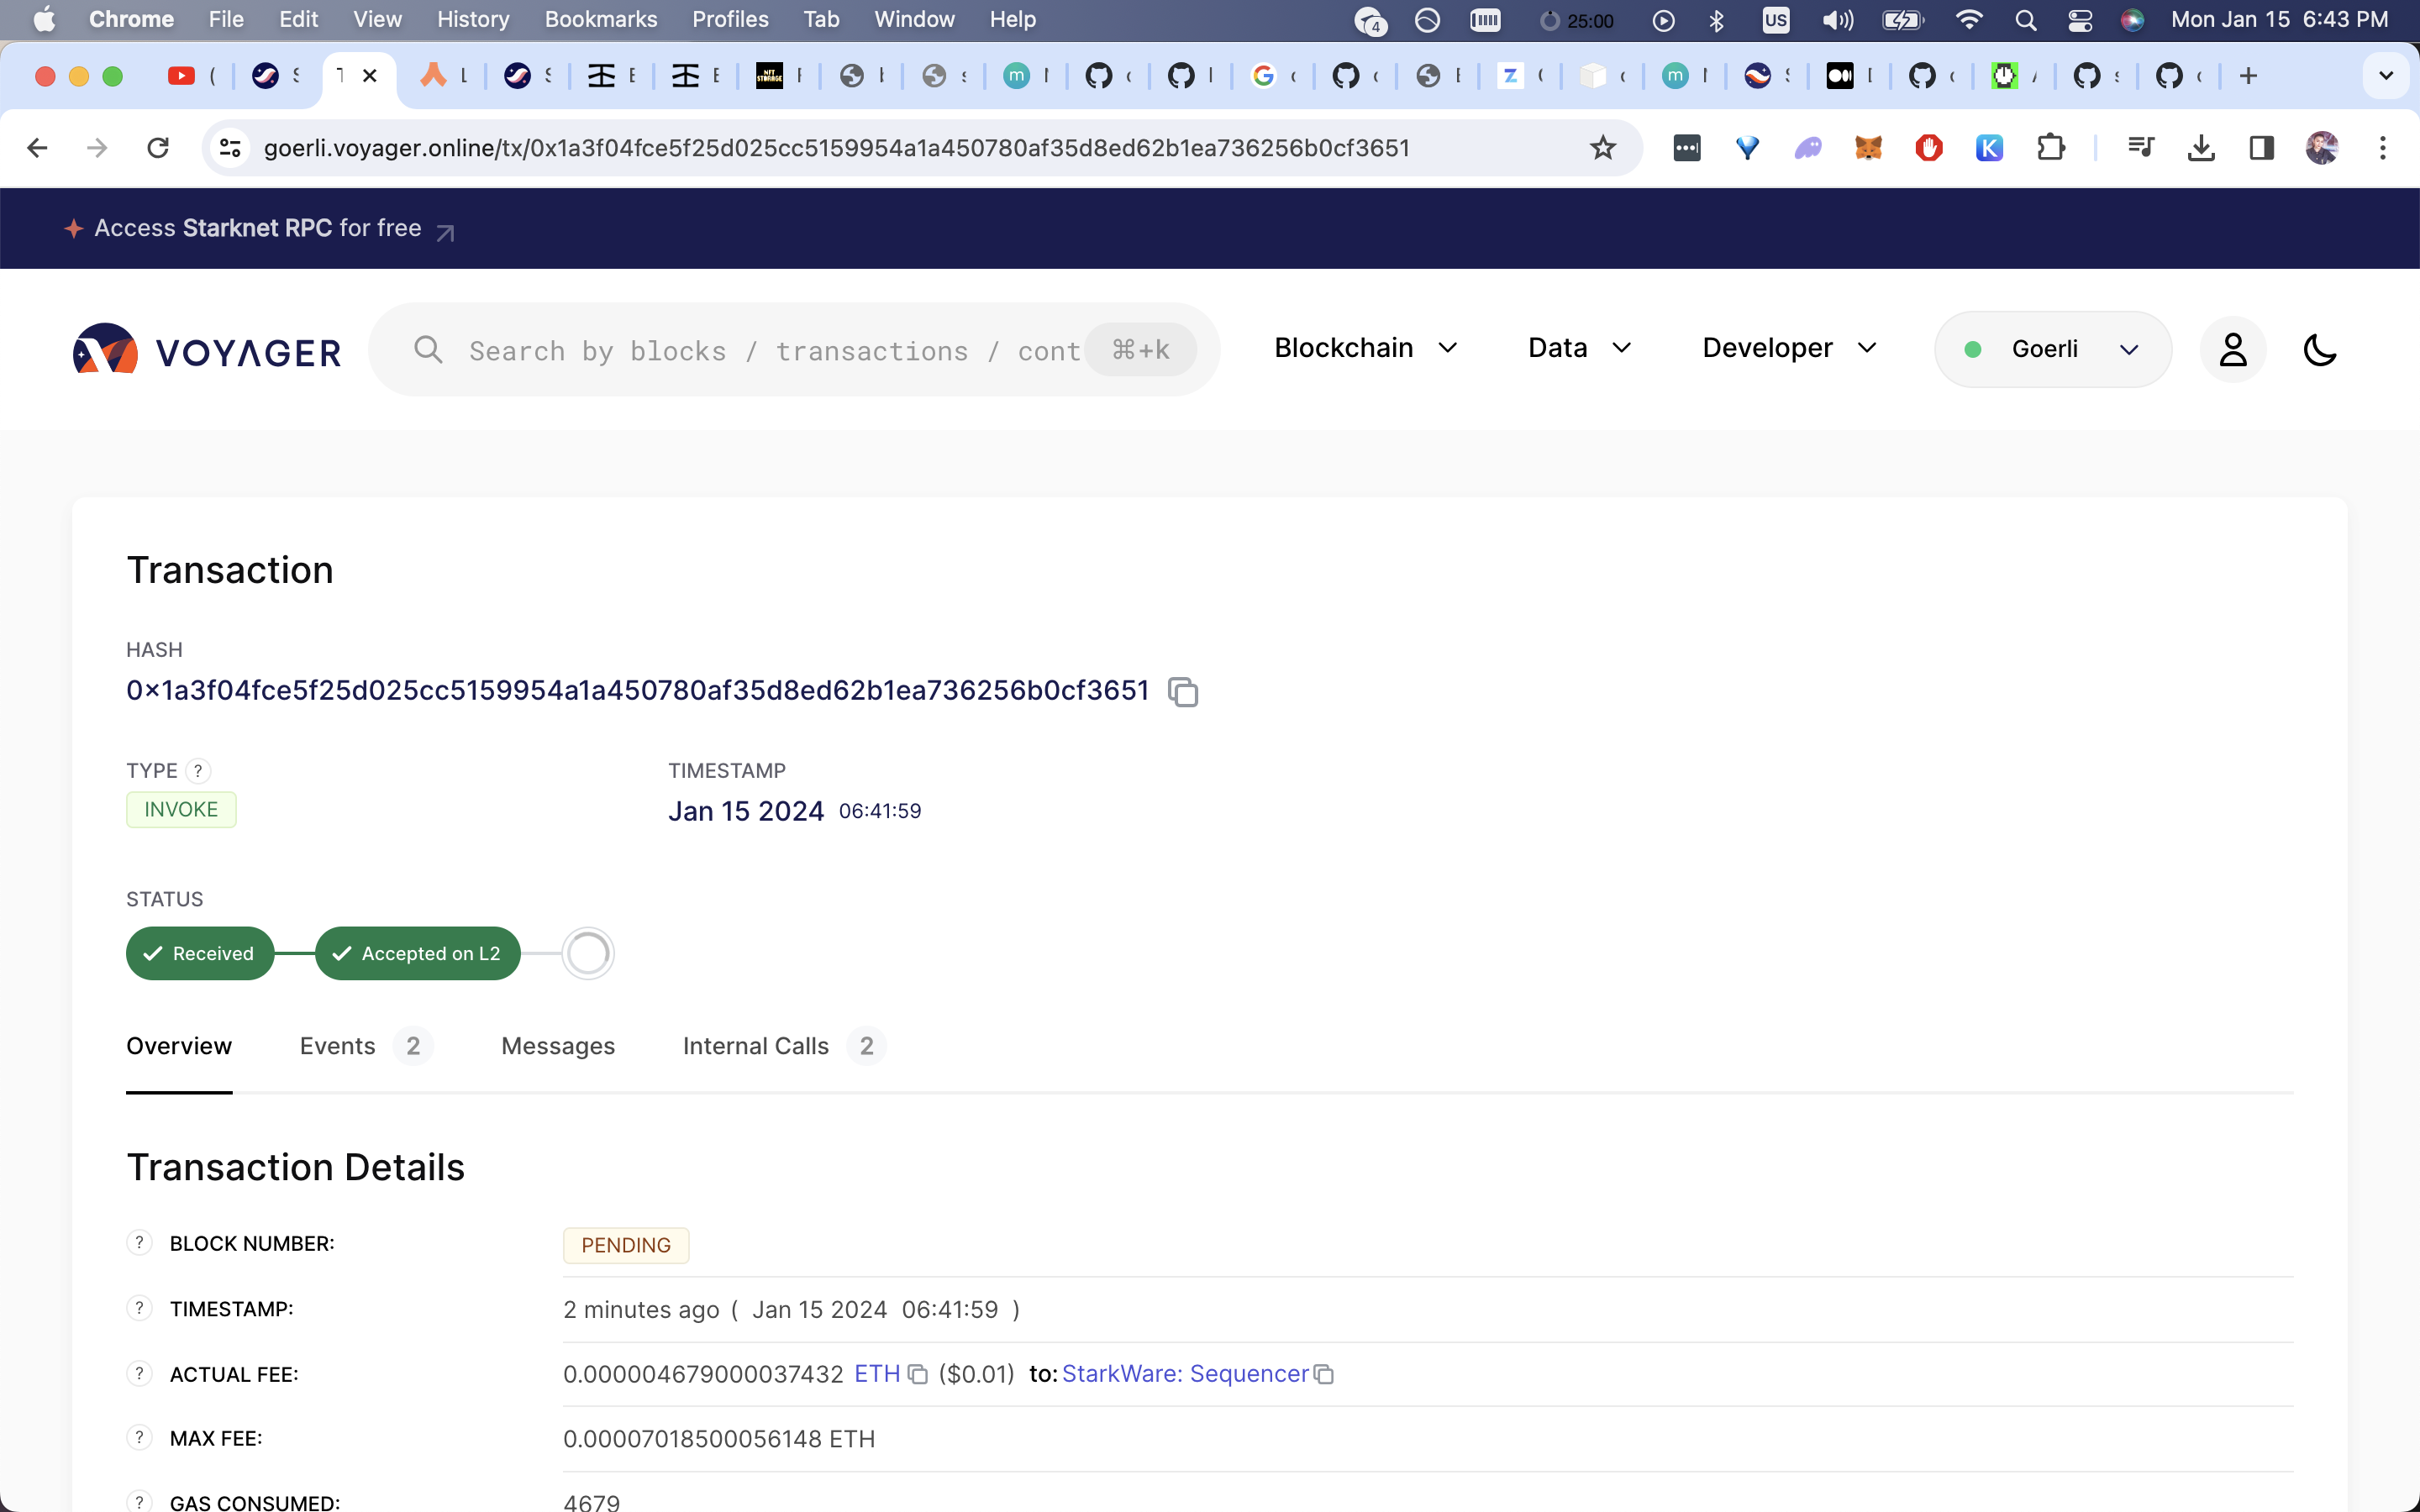 Chrome File Edit View History Bookmarks Profiles Tab Window Help 4 25:00 US Mon Jan 15 6:43 PM
goerli.voyager.online/tx/0x1a3f04fce5f25d025cc5159954a1a450780af35d8ed62b1ea736256b0cf3651
Access Starknet RPC for free
VOYAGER Search by blocks / transactions / cont ⌘+k Blockchain Data Developer Goerli
Transaction
HASH
0x1a3f04fce5f25d025cc5159954a1a450780af35d8ed62b1ea736256b0cf3651
TYPE ? TIMESTAMP
INVOKE Jan 15 2024 06:41:59
STATUS
Received Accepted on L2
Overview Events 2 Messages Internal Calls 2
Transaction Details
? BLOCK NUMBER: PENDING
? TIMESTAMP: 2 minutes ago ( Jan 15 2024 06:41:59 )
? ACTUAL FEE: 0.000004679000037432 ETH ($0.01) to: StarkWare: Sequencer
? MAX FEE: 0.00007018500056148 ETH
? GAS CONSUMED: 4679